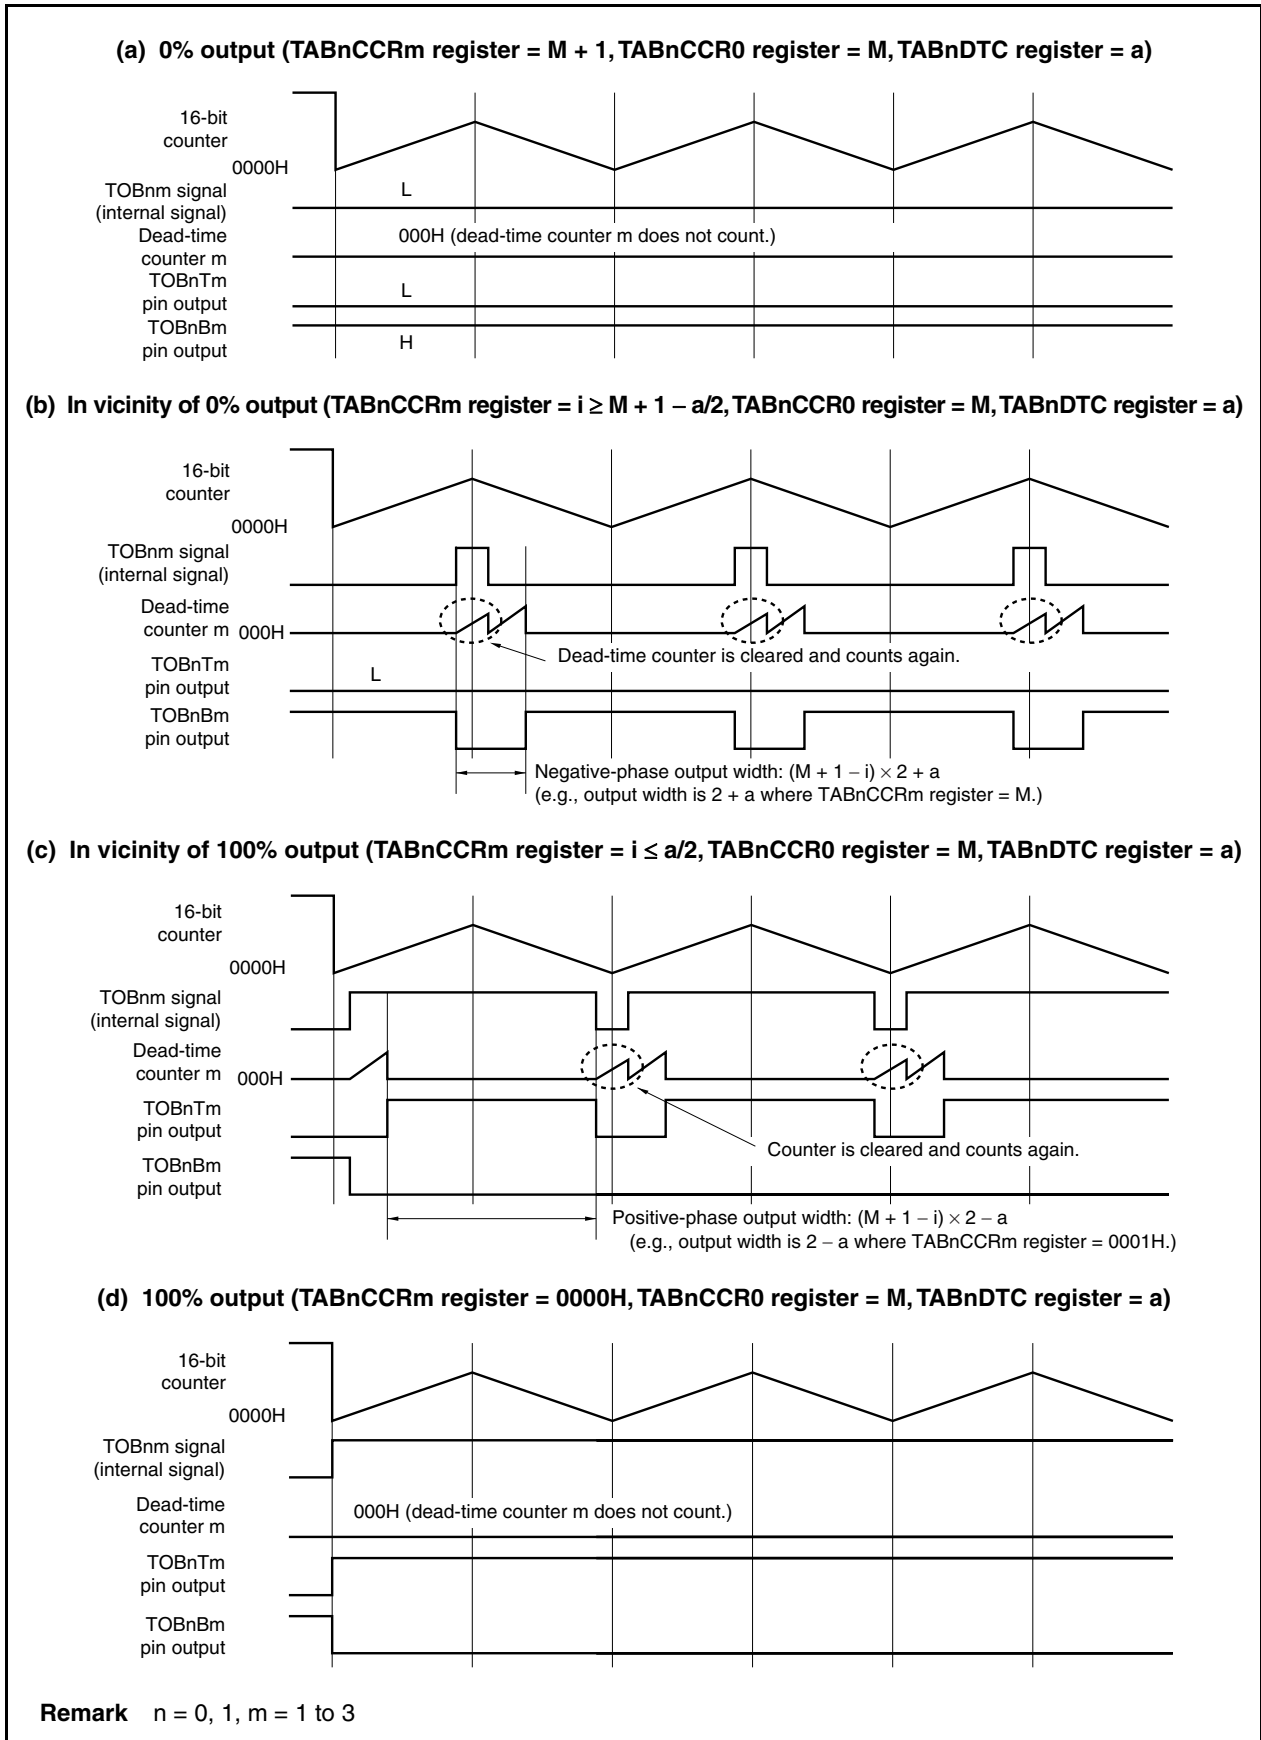 (a) 0% output (TABnCCRm register = M + 1, TABnCCR0 register = M, TABnDTC register = a)
16-bit
counter
0000H
TOBnm signal
(internal signal)
L
Dead-time
counter m
000H (dead-time counter m does not count.)
TOBnTm
pin output
L
TOBnBm
pin output
H
(b) In vicinity of 0% output (TABnCCRm register = i ≥ M + 1 − a/2, TABnCCR0 register = M, TABnDTC register = a)
16-bit
counter
0000H
TOBnm signal
(internal signal)
Dead-time
counter m
000H
Dead-time counter is cleared and counts again.
TOBnTm
pin output
L
TOBnBm
pin output
Negative-phase output width: (M + 1 − i) × 2 + a
(e.g., output width is 2 + a where TABnCCRm register = M.)
(c) In vicinity of 100% output (TABnCCRm register = i ≤ a/2, TABnCCR0 register = M, TABnDTC register = a)
16-bit
counter
0000H
TOBnm signal
(internal signal)
Dead-time
counter m
000H
TOBnTm
pin output
Counter is cleared and counts again.
TOBnBm
pin output
Positive-phase output width: (M + 1 − i) × 2 − a
(e.g., output width is 2 − a where TABnCCRm register = 0001H.)
(d) 100% output (TABnCCRm register = 0000H, TABnCCR0 register = M, TABnDTC register = a)
16-bit
counter
0000H
TOBnm signal
(internal signal)
Dead-time
counter m
000H (dead-time counter m does not count.)
TOBnTm
pin output
TOBnBm
pin output
Remark n = 0, 1, m = 1 to 3